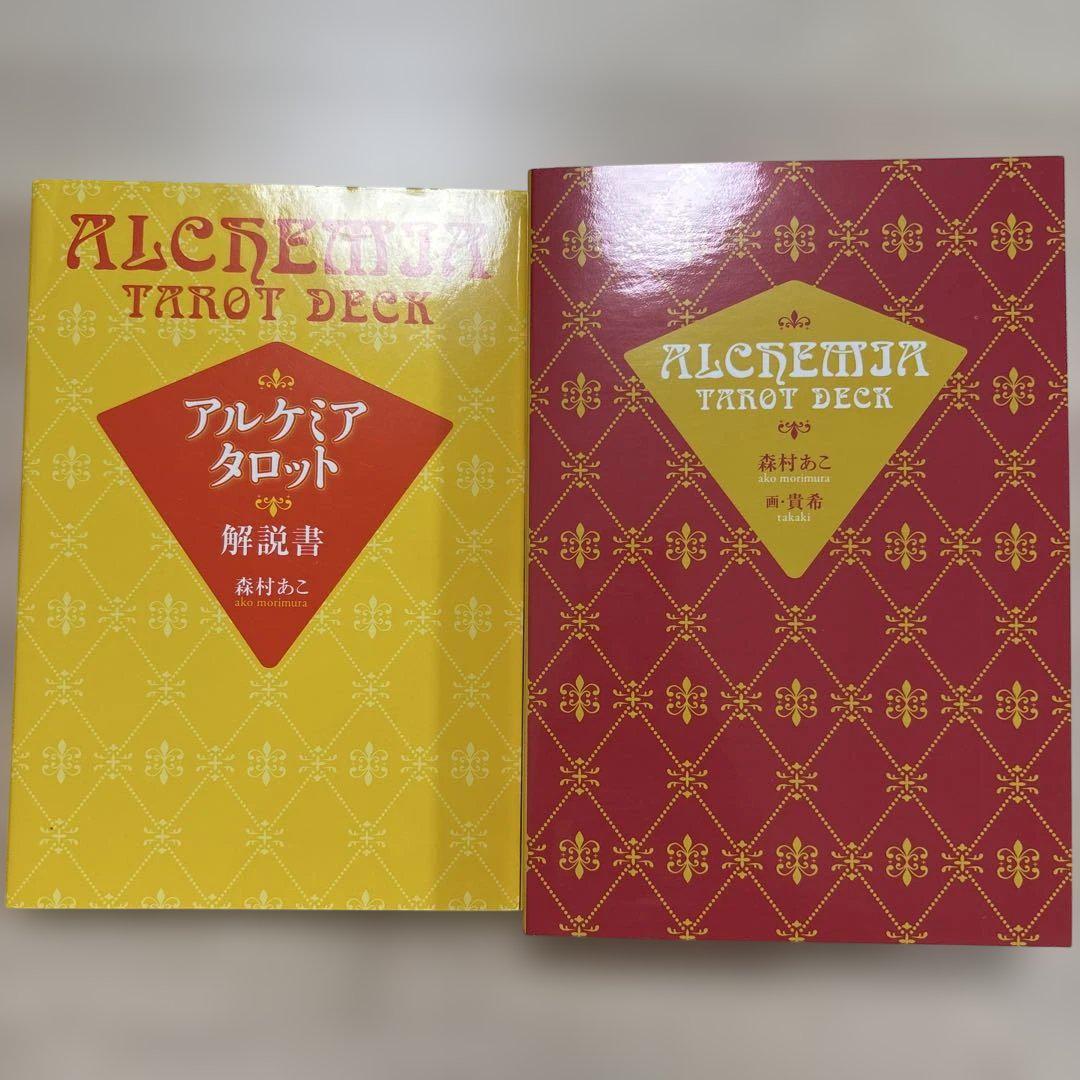 ALCHEMIA
TAROT DECK
アルケミア
タロット
解説書
森村あこ
ako morimura
ALCHEMIA
TAROT DECK
森村あこ
ako morimura
画・貴希
takaki